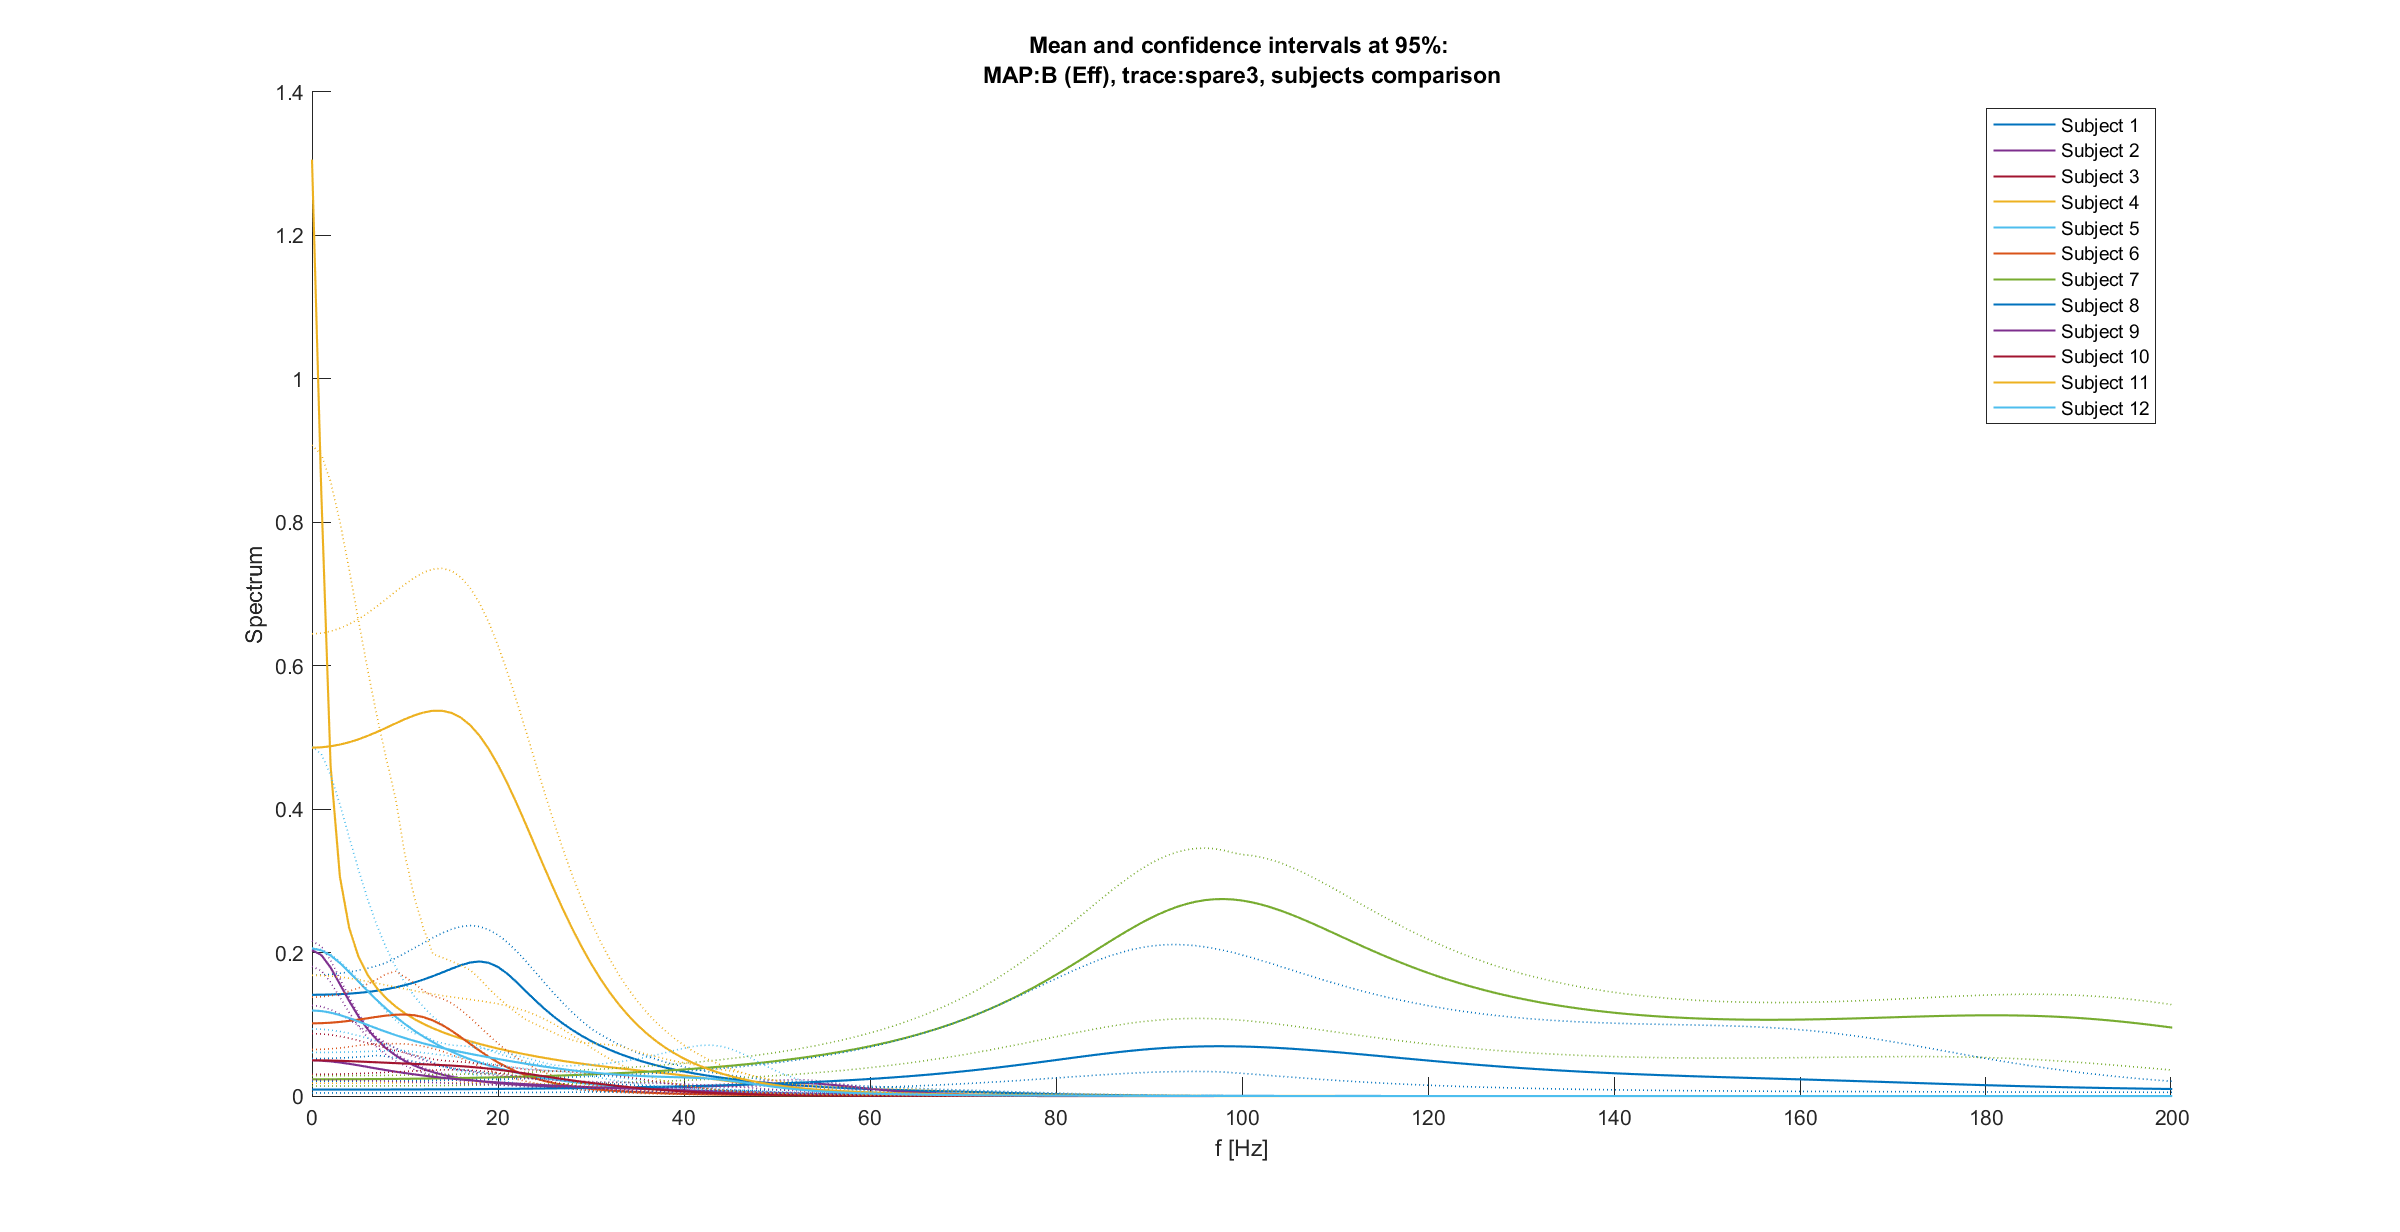 Mean and confidence intervals at 95%:
MAP:B (Eff), trace:spare3, subjects comparison
1.4
1.2
1
0.8
0.6
0.4
0.2
0
Spectrum
Subject 1
Subject 2
Subject 3
Subject 4
Subject 5
Subject 6
Subject 7
Subject 8
Subject 9
Subject 10
Subject 11
Subject 12
0 20 40 60 80 100 120 140 160 180 200
f [Hz]